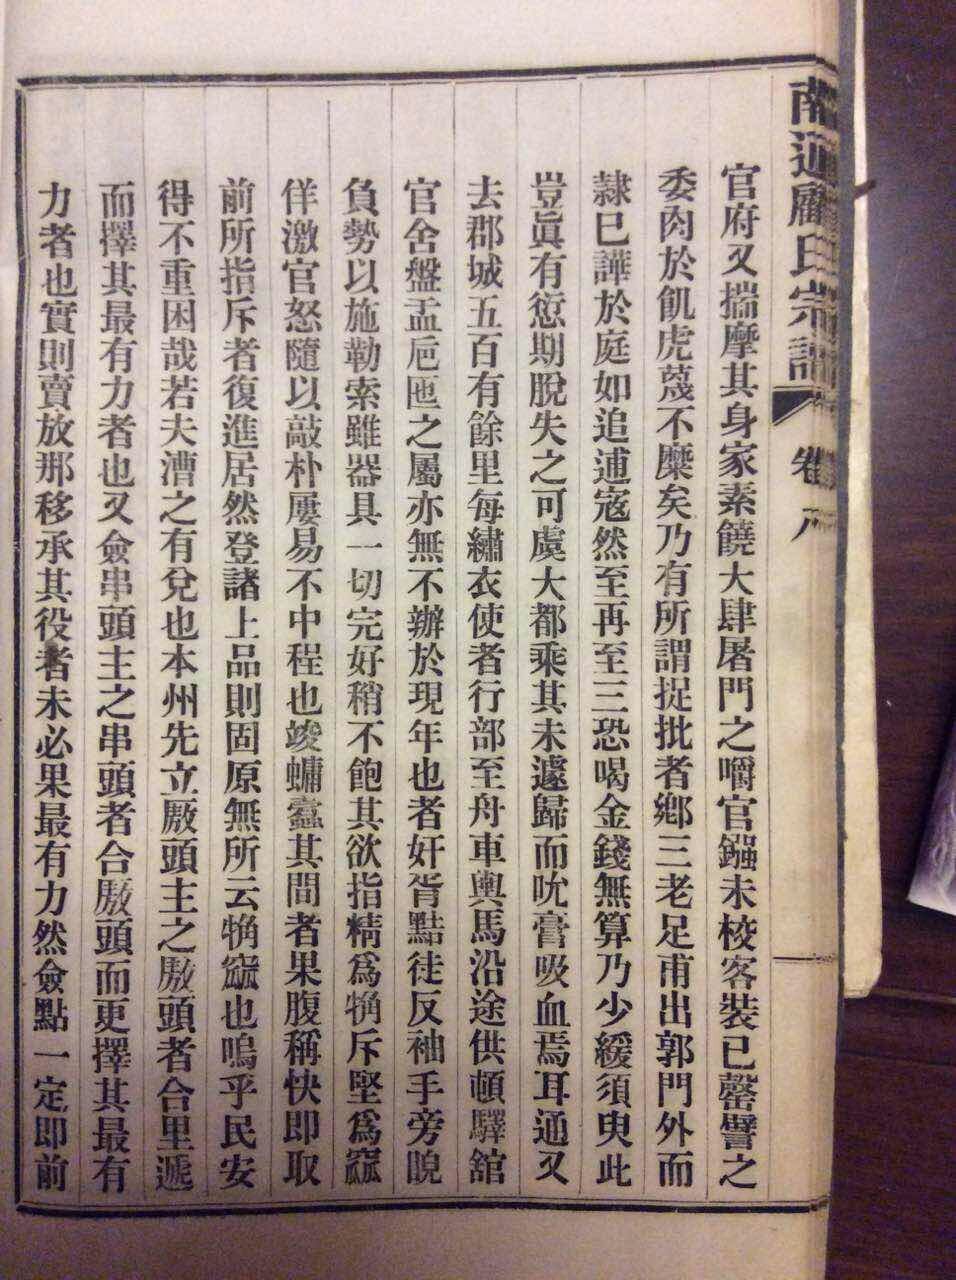 南通顧氏宗譜 卷八
官府又揣摩其身家素饒大肆屠門之嚼官鏹未校客裝已罄譬之
委肉於飢虎蔑不糜矣乃有所謂捉批者鄉三老足甫出郭門外而
隷已譁於庭如追逋寇然至再至三恐喝金錢無算乃少緩須臾此
豈眞有愆期脫失之可虞大都乘其未遽歸而吮膏吸血焉耳通又
去郡城五百有餘里每繡衣使者行部至舟車輿馬沿途供頓驛舘
官舍盤盂巵匜之屬亦無不辦於現年也者奸胥黠徒反袖手旁睨
負勢以施勒索雖器具一切完好稍不飽其欲指精爲觕斥堅爲窳
佯激官怒隨以敲朴屢易不中程也竣蠾蠹其間者果腹稱快即取
前所指斥者復進居然登諸上品則固原無所云觕窳也嗚乎民安
得不重困哉若夫漕之有兌也本州先立厫頭主之厫頭者合里遞
而擇其最有力者也又僉串頭主之串頭者合厫頭而更擇其最有
力者也實則賣放那移承其役者未必果最有力然僉點一定即前